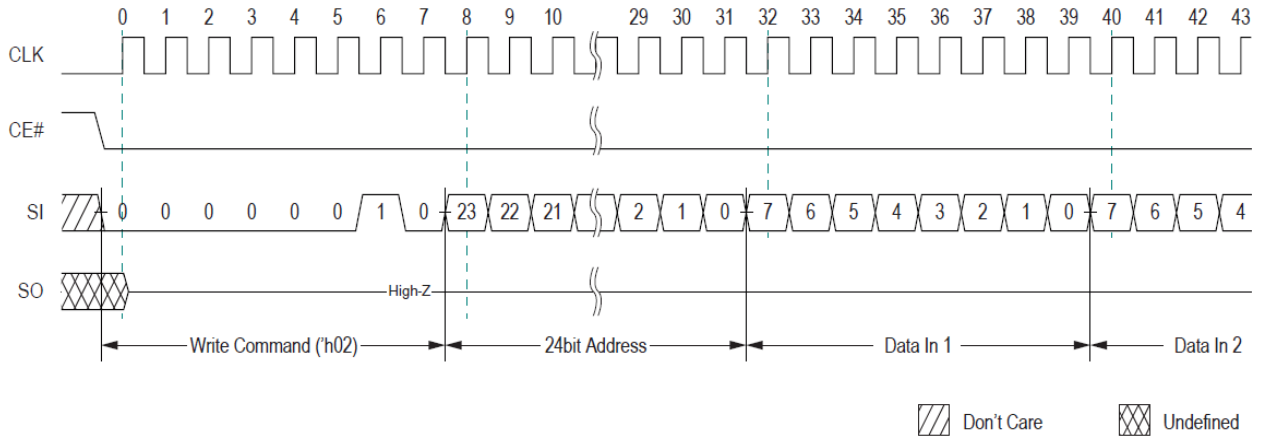 0 1 2 3 4 5 6 7 8 9 10 29 30 31 32 33 34 35 36 37 38 39 40 41 42 43
CLK
CE#
SI 0 0 0 0 0 0 1 0 23 22 21 2 1 0 7 6 5 4 3 2 1 0 7 6 5 4
SO High-Z
Write Command ('h02) 24bit Address Data In 1 Data In 2
Don't Care Undefined